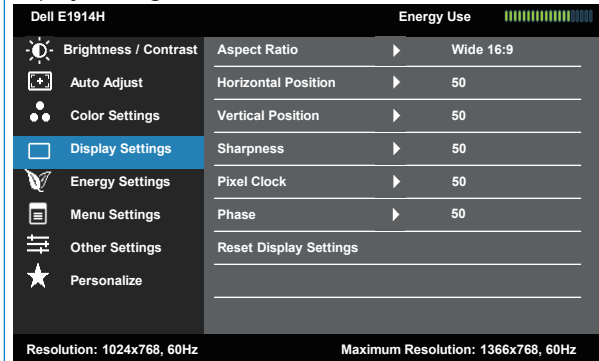 Dell E1914H Energy Use
Brightness / Contrast Aspect Ratio Wide 16:9
Auto Adjust Horizontal Position 50
Color Settings Vertical Position 50
Display Settings Sharpness 50
Energy Settings Pixel Clock 50
Menu Settings Phase 50
Other Settings Reset Display Settings
Personalize
Resolution: 1024x768, 60Hz Maximum Resolution: 1366x768, 60Hz